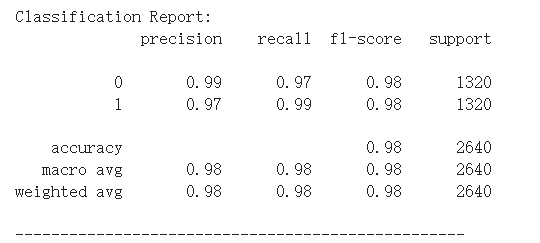 Classification Report:
precision recall f1-score support
0 0.99 0.97 0.98 1320
1 0.97 0.99 0.98 1320
accuracy 0.98 2640
macro avg 0.98 0.98 0.98 2640
weighted avg 0.98 0.98 0.98 2640
--------------------------------------------------